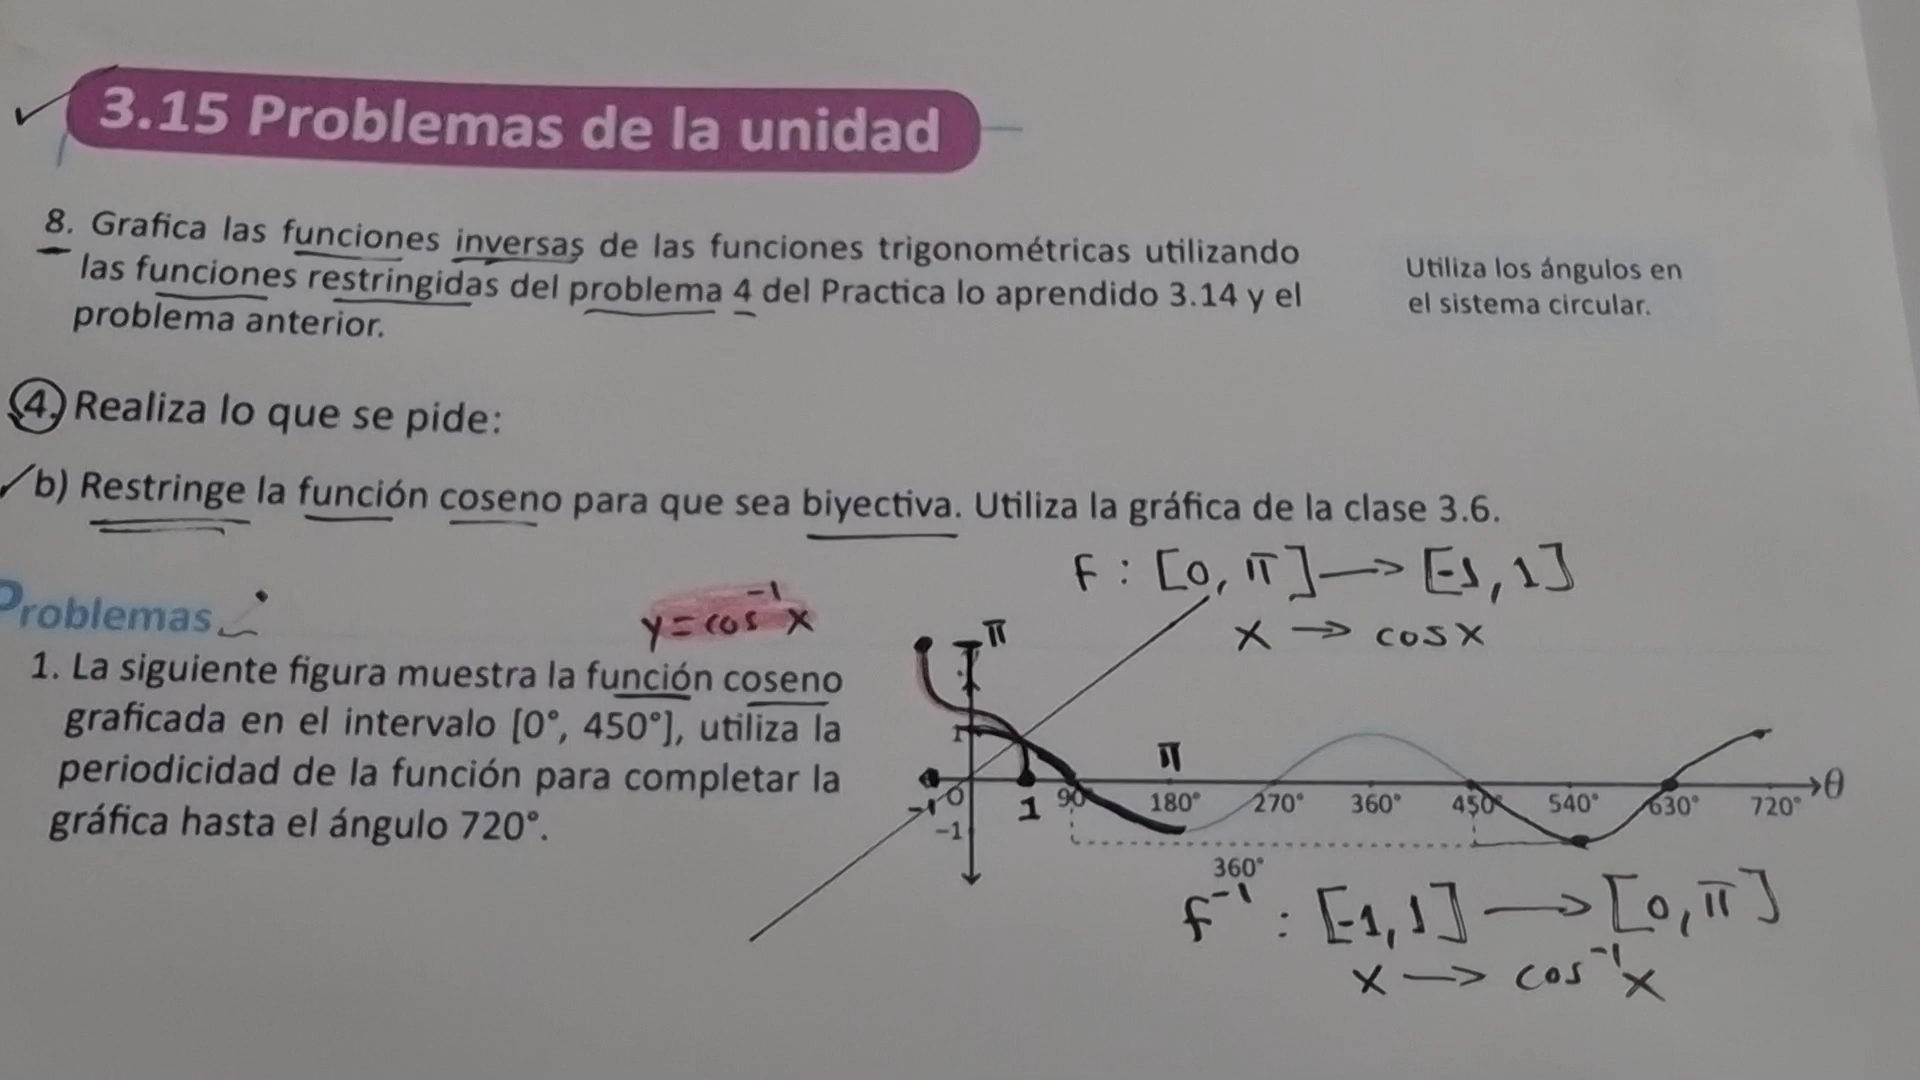 3.15 Problemas de la unidad
8. Grafica las funciones inversas de las funciones trigonométricas utilizando
las funciones restringidas del problema 4 del Practica lo aprendido 3.14 y el
problema anterior.
Utiliza los ángulos en
el sistema circular.
4. Realiza lo que se pide:
b) Restringe la función coseno para que sea biyectiva. Utiliza la gráfica de la clase 3.6.
F : [0, π] → [-1, 1]
x → cos x
Problemas
y = cos⁻¹ x
1. La siguiente figura muestra la función coseno
graficada en el intervalo [0°, 450°], utiliza la
periodicidad de la función para completar la
gráfica hasta el ángulo 720°.
π
1
π
θ
-1 O 1 90° 180° 270° 360° 450° 540° 630° 720°
−1
360°
f⁻¹ : [-1, 1] → [0, π]
x → cos⁻¹ x